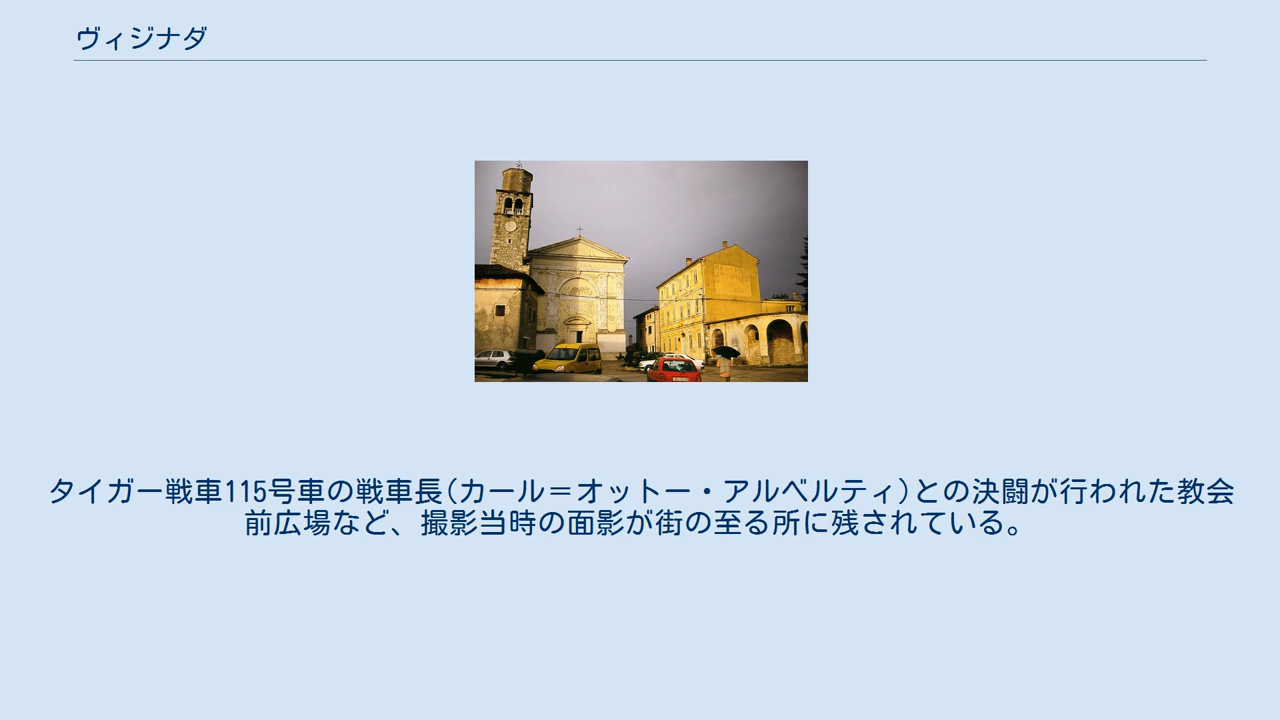 ヴィジナダ
タイガー戦車115号車の戦車長(カール＝オットー・アルベルティ)との決闘が行われた教会
前広場など、撮影当時の面影が街の至る所に残されている。